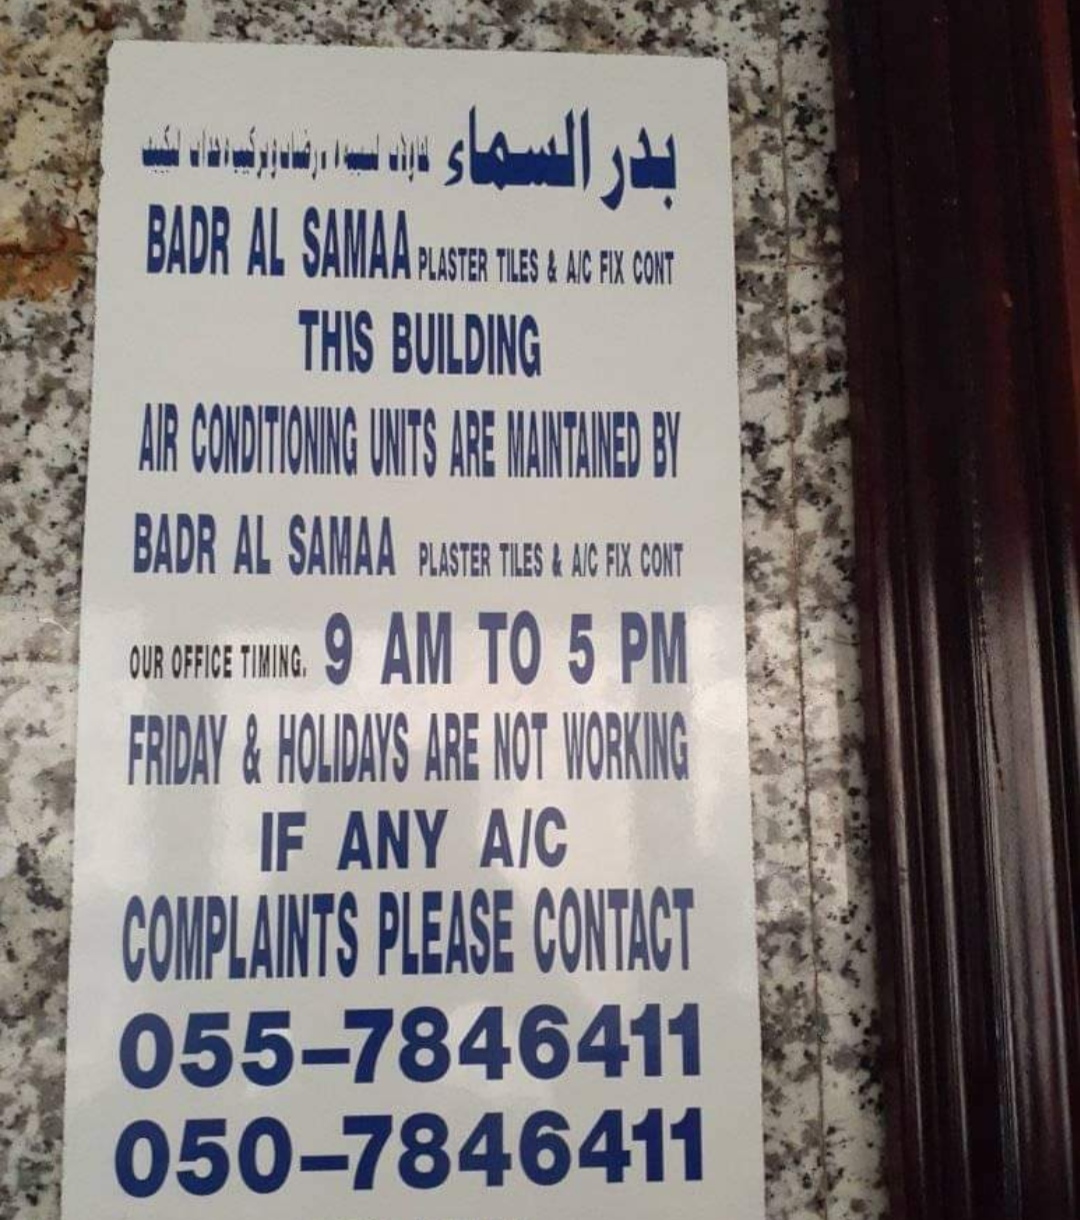 بدر السماء
BADR AL SAMAA PLASTER TILES & A/C FIX CONT
THIS BUILDING
AIR CONDITIONING UNITS ARE MAINTAINED BY
BADR AL SAMAA PLASTER TILES & A/C FIX CONT
OUR OFFICE TIMING. 9 AM TO 5 PM
FRIDAY & HOLIDAYS ARE NOT WORKING
IF ANY A/C
COMPLAINTS PLEASE CONTACT
055-7846411
050-7846411